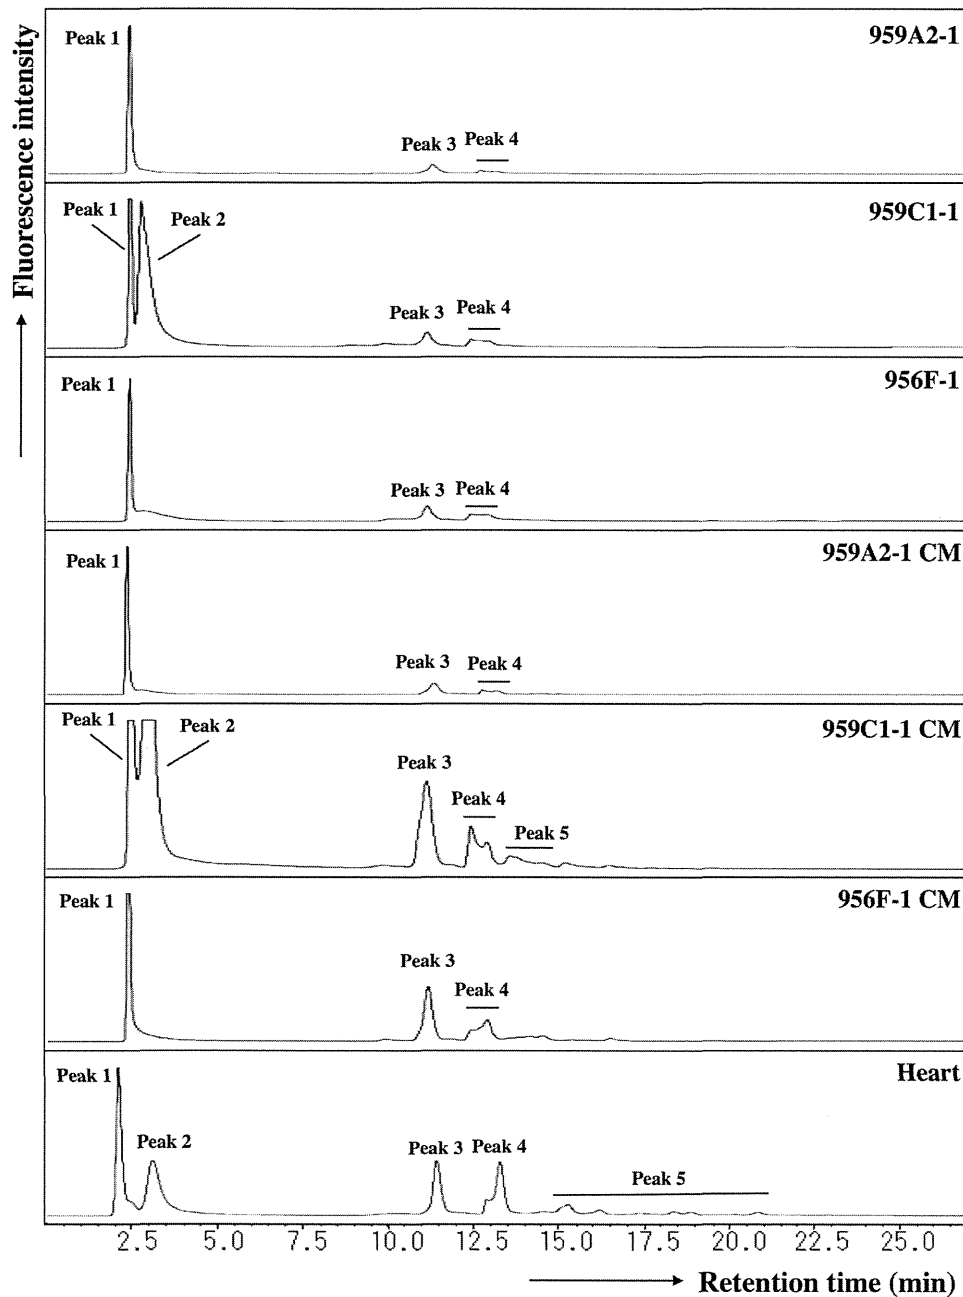 Fluorescence intensity
959A2-1
Peak 1
Peak 3
Peak 4
959C1-1
Peak 1
Peak 2
Peak 3
Peak 4
956F-1
Peak 1
Peak 3
Peak 4
959A2-1 CM
Peak 1
Peak 3
Peak 4
959C1-1 CM
Peak 1
Peak 2
Peak 3
Peak 4
Peak 5
956F-1 CM
Peak 1
Peak 3
Peak 4
Heart
Peak 1
Peak 2
Peak 3
Peak 4
Peak 5
2.5 5.0 7.5 10.0 12.5 15.0 17.5 20.0 22.5 25.0
Retention time (min)